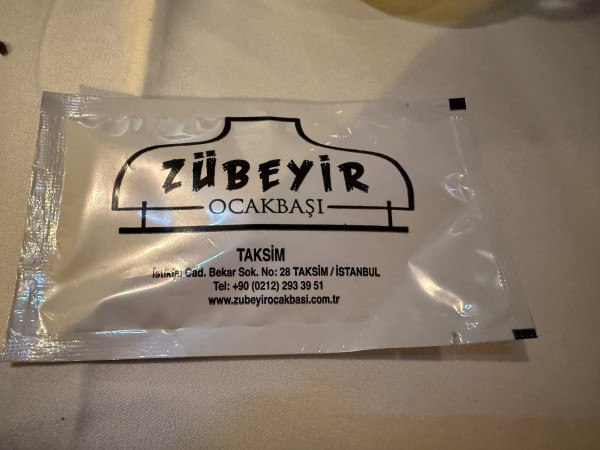 ZÜBEYİR
OCAKBAŞI
TAKSİM
İstiklal Cad. Bekar Sok. No: 28 TAKSİM / İSTANBUL
Tel: +90 (0212) 293 39 51
www.zubeyirocakbasi.com.tr